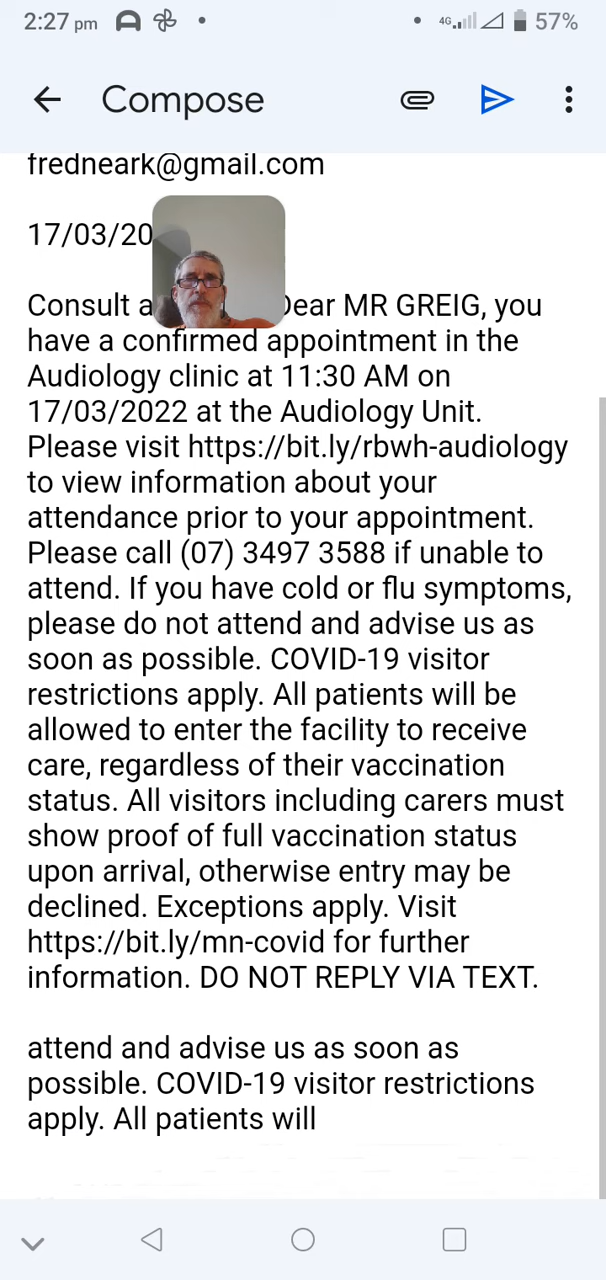 2:27 pm
4G 57%
Compose
fredneark@gmail.com
17/03/20
Consult a Dear MR GREIG, you
have a confirmed appointment in the
Audiology clinic at 11:30 AM on
17/03/2022 at the Audiology Unit.
Please visit https://bit.ly/rbwh-audiology
to view information about your
attendance prior to your appointment.
Please call (07) 3497 3588 if unable to
attend. If you have cold or flu symptoms,
please do not attend and advise us as
soon as possible. COVID-19 visitor
restrictions apply. All patients will be
allowed to enter the facility to receive
care, regardless of their vaccination
status. All visitors including carers must
show proof of full vaccination status
upon arrival, otherwise entry may be
declined. Exceptions apply. Visit
https://bit.ly/mn-covid for further
information. DO NOT REPLY VIA TEXT.
attend and advise us as soon as
possible. COVID-19 visitor restrictions
apply. All patients will